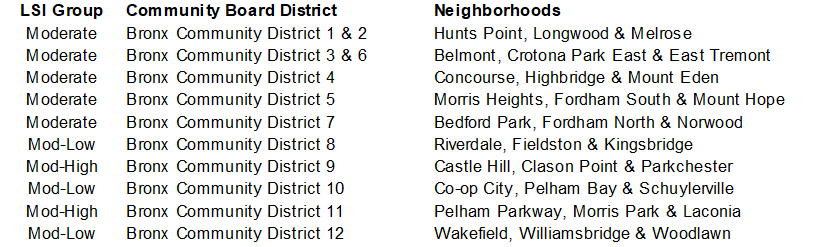 LSI Group Community Board District Neighborhoods
Moderate Bronx Community District 1 & 2 Hunts Point, Longwood & Melrose
Moderate Bronx Community District 3 & 6 Belmont, Crotona Park East & East Tremont
Moderate Bronx Community District 4 Concourse, Highbridge & Mount Eden
Moderate Bronx Community District 5 Morris Heights, Fordham South & Mount Hope
Moderate Bronx Community District 7 Bedford Park, Fordham North & Norwood
Mod-Low Bronx Community District 8 Riverdale, Fieldston & Kingsbridge
Mod-High Bronx Community District 9 Castle Hill, Clason Point & Parkchester
Mod-Low Bronx Community District 10 Co-op City, Pelham Bay & Schuylerville
Mod-High Bronx Community District 11 Pelham Parkway, Morris Park & Laconia
Mod-Low Bronx Community District 12 Wakefield, Williamsbridge & Woodlawn